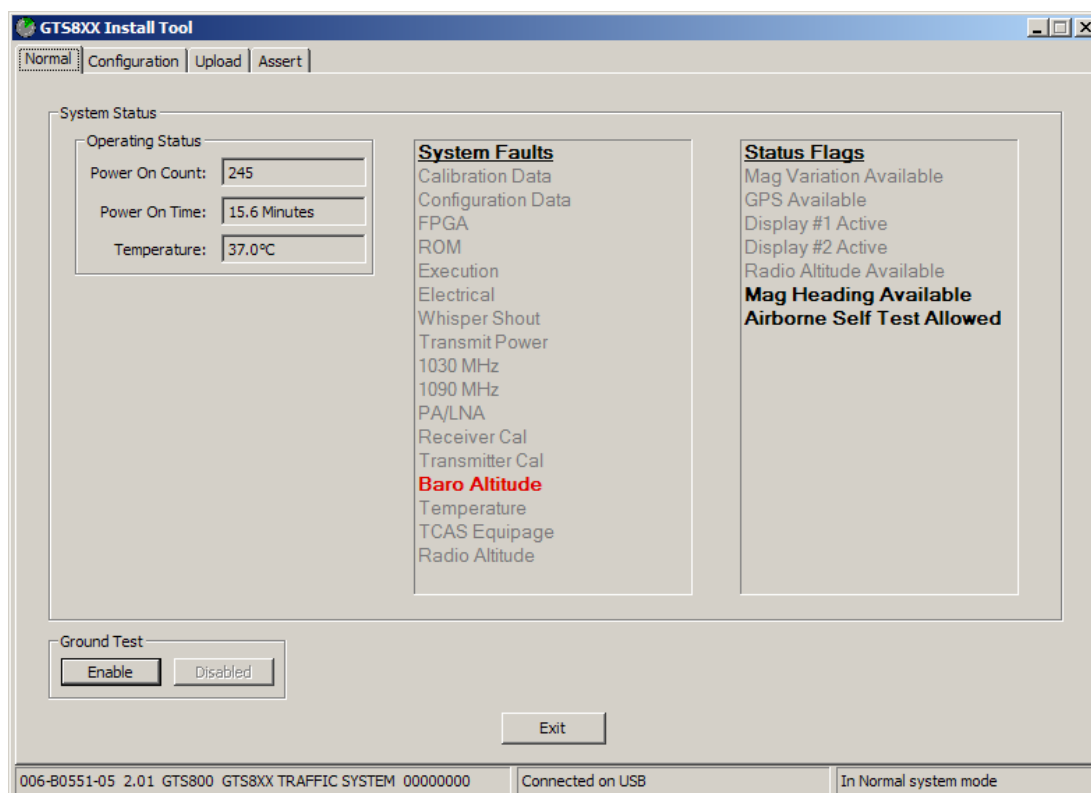 GTS8XX Install Tool
Normal Configuration Upload Assert
System Status
Operating Status
Power On Count: 245
Power On Time: 15.6 Minutes
Temperature: 37.0°C
System Faults
Calibration Data
Configuration Data
FPGA
ROM
Execution
Electrical
Whisper Shout
Transmit Power
1030 MHz
1090 MHz
PA/LNA
Receiver Cal
Transmitter Cal
Baro Altitude
Temperature
TCAS Equipage
Radio Altitude
Status Flags
Mag Variation Available
GPS Available
Display #1 Active
Display #2 Active
Radio Altitude Available
Mag Heading Available
Airborne Self Test Allowed
Ground Test
Enable Disabled
Exit
006-B0551-05 2.01 GTS800 GTS8XX TRAFFIC SYSTEM 00000000 Connected on USB In Normal system mode